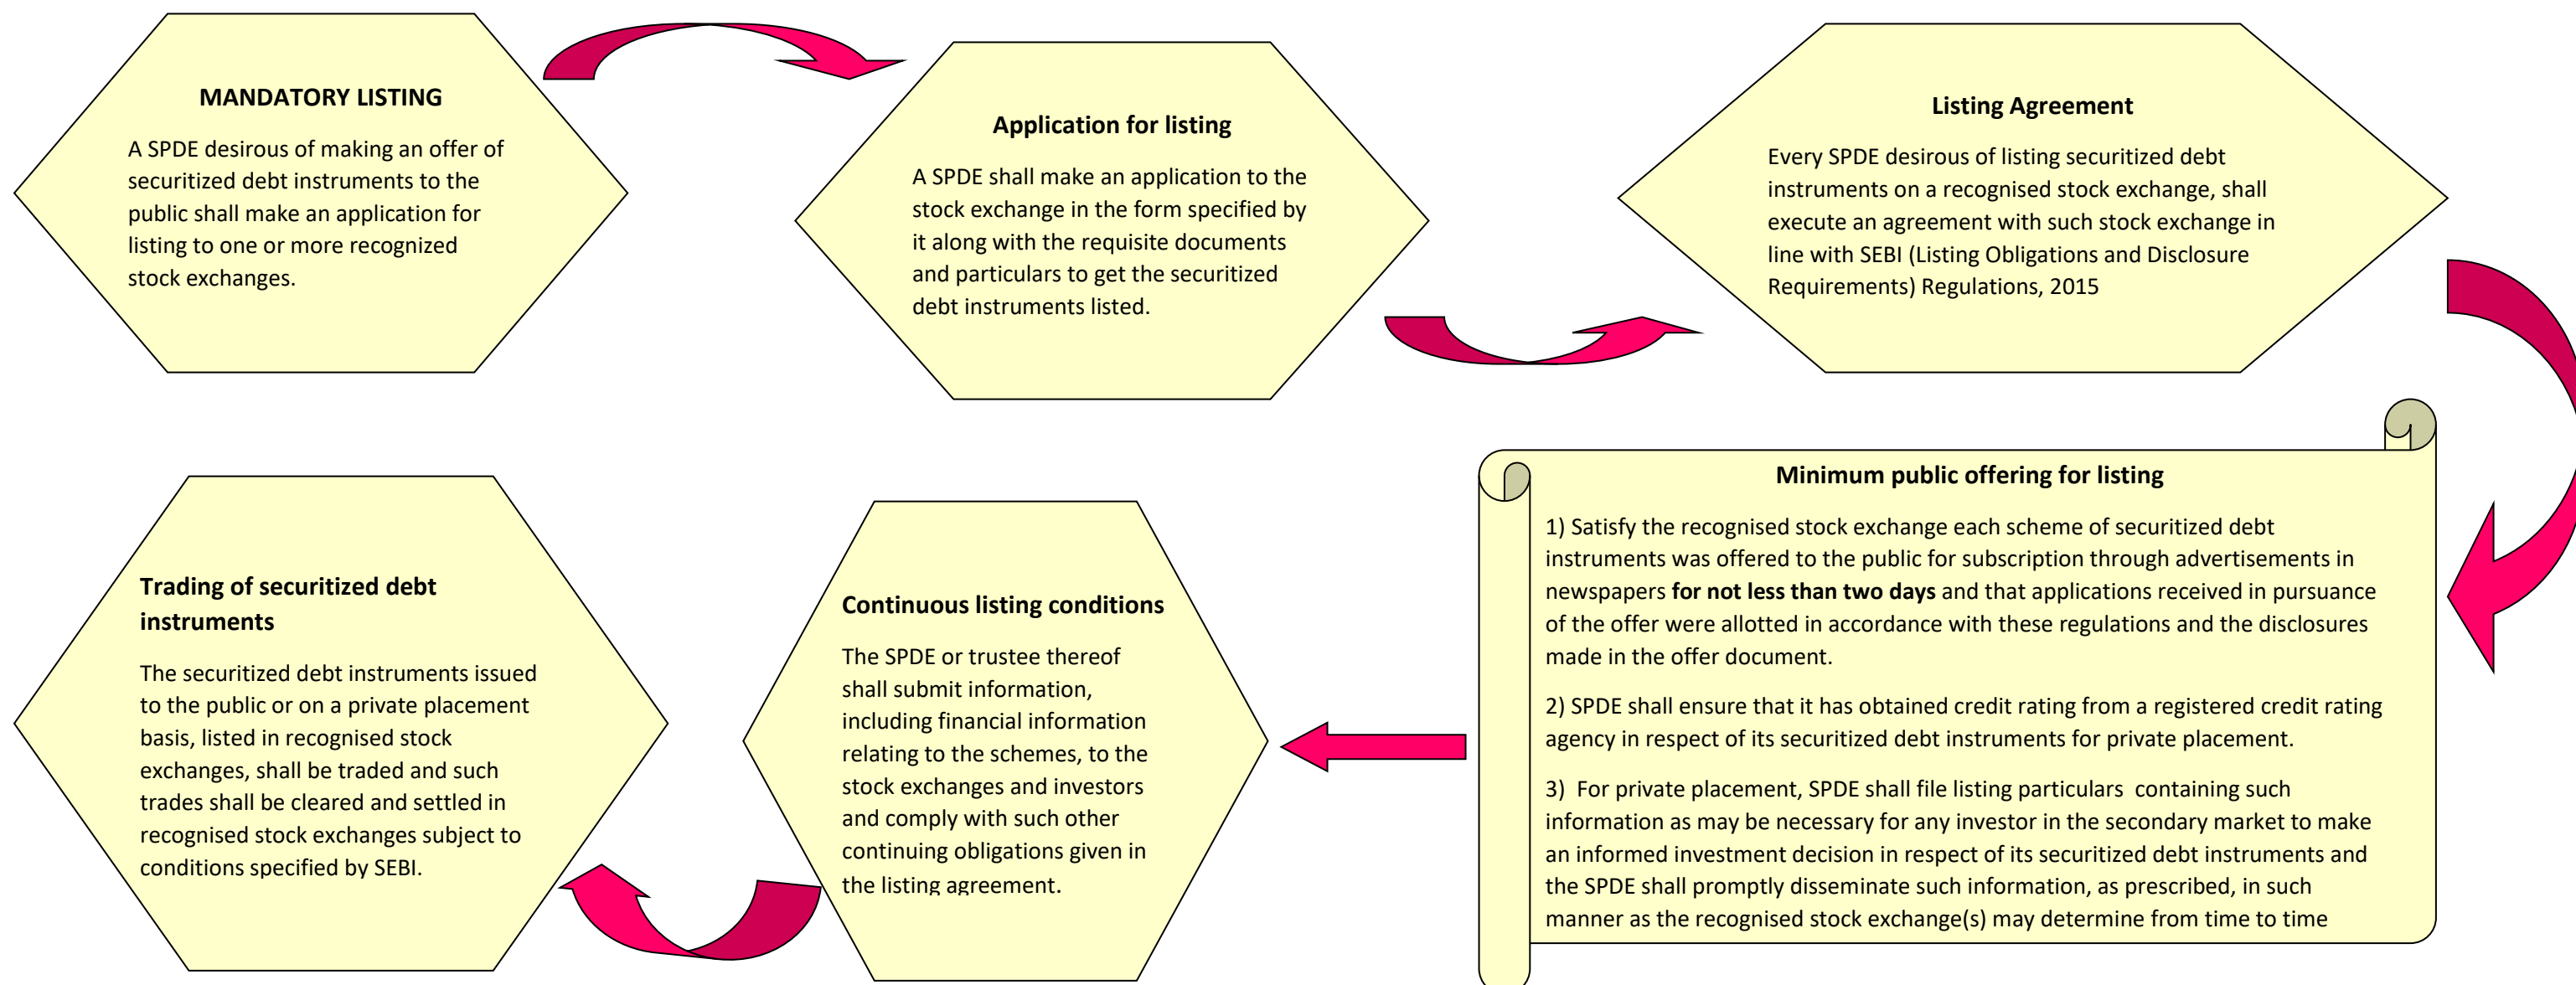 MANDATORY LISTING
A SPDE desirous of making an offer of
securitized debt instruments to the
public shall make an application for
listing to one or more recognized
stock exchanges.
Application for listing
A SPDE shall make an application to the
stock exchange in the form specified by
it along with the requisite documents
and particulars to get the securitized
debt instruments listed.
Listing Agreement
Every SPDE desirous of listing securitized debt
instruments on a recognised stock exchange, shall
execute an agreement with such stock exchange in
line with SEBI (Listing Obligations and Disclosure
Requirements) Regulations, 2015
Minimum public offering for listing
1) Satisfy the recognised stock exchange each scheme of securitized debt
instruments was offered to the public for subscription through advertisements in
newspapers for not less than two days and that applications received in pursuance
of the offer were allotted in accordance with these regulations and the disclosures
made in the offer document.
2) SPDE shall ensure that it has obtained credit rating from a registered credit rating
agency in respect of its securitized debt instruments for private placement.
3) For private placement, SPDE shall file listing particulars containing such
information as may be necessary for any investor in the secondary market to make
an informed investment decision in respect of its securitized debt instruments and
the SPDE shall promptly disseminate such information, as prescribed, in such
manner as the recognised stock exchange(s) may determine from time to time
Continuous listing conditions
The SPDE or trustee thereof
shall submit information,
including financial information
relating to the schemes, to the
stock exchanges and investors
and comply with such other
continuing obligations given in
the listing agreement.
Trading of securitized debt
instruments
The securitized debt instruments issued
to the public or on a private placement
basis, listed in recognised stock
exchanges, shall be traded and such
trades shall be cleared and settled in
recognised stock exchanges subject to
conditions specified by SEBI.